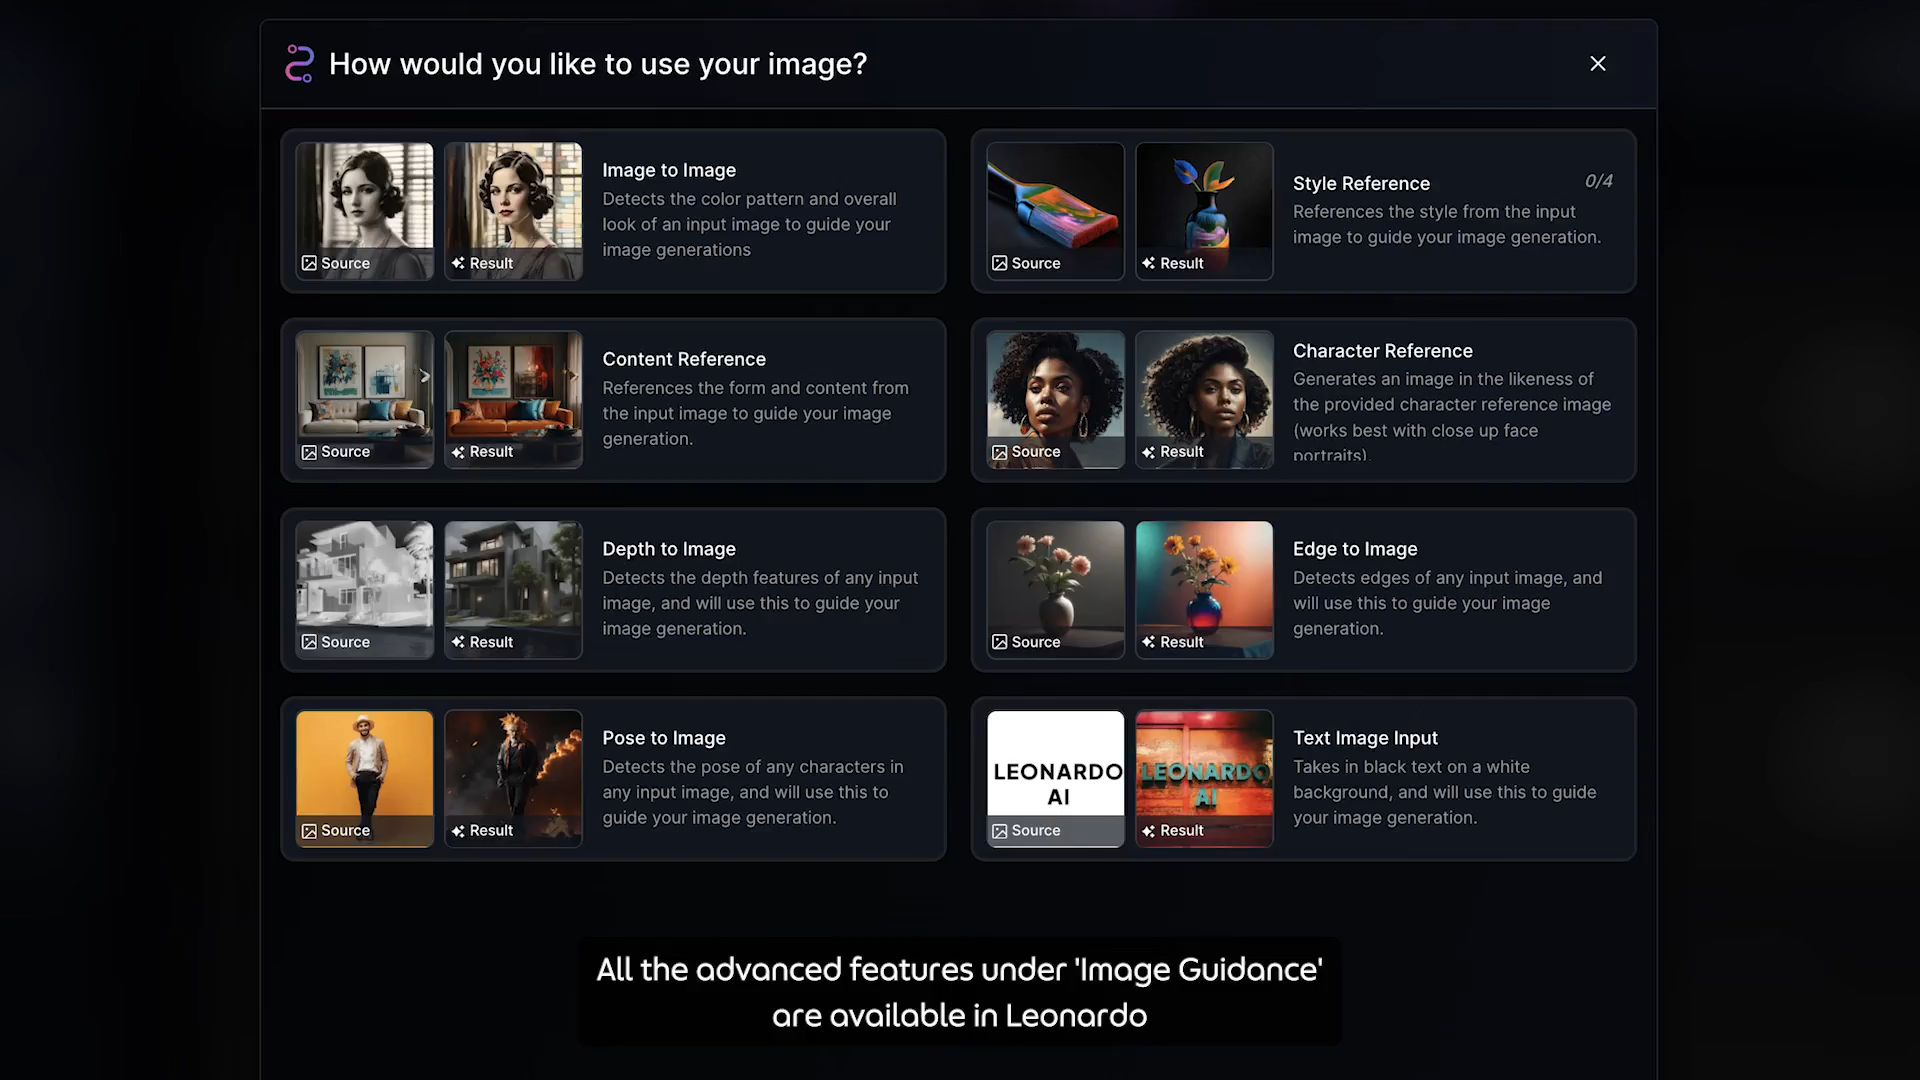 How would you like to use your image?
Source
Result
Image to Image
Detects the color pattern and overall
look of an input image to guide your
image generations
Source
Result
Style Reference
0/4
References the style from the input
image to guide your image generation.
Source
Result
Content Reference
References the form and content from
the input image to guide your image
generation.
Source
Result
Character Reference
Generates an image in the likeness of
the provided character reference image
(works best with close up face
portraits).
Source
Result
Depth to Image
Detects the depth features of any input
image, and will use this to guide your
image generation.
Source
Result
Edge to Image
Detects edges of any input image, and
will use this to guide your image
generation.
Source
Result
Pose to Image
Detects the pose of any characters in
any input image, and will use this to
guide your image generation.
LEONARDO
AI
Source
LEONARDO
AI
Result
Text Image Input
Takes in black text on a white
background, and will use this to guide
your image generation.
All the advanced features under 'Image Guidance'
are available in Leonardo